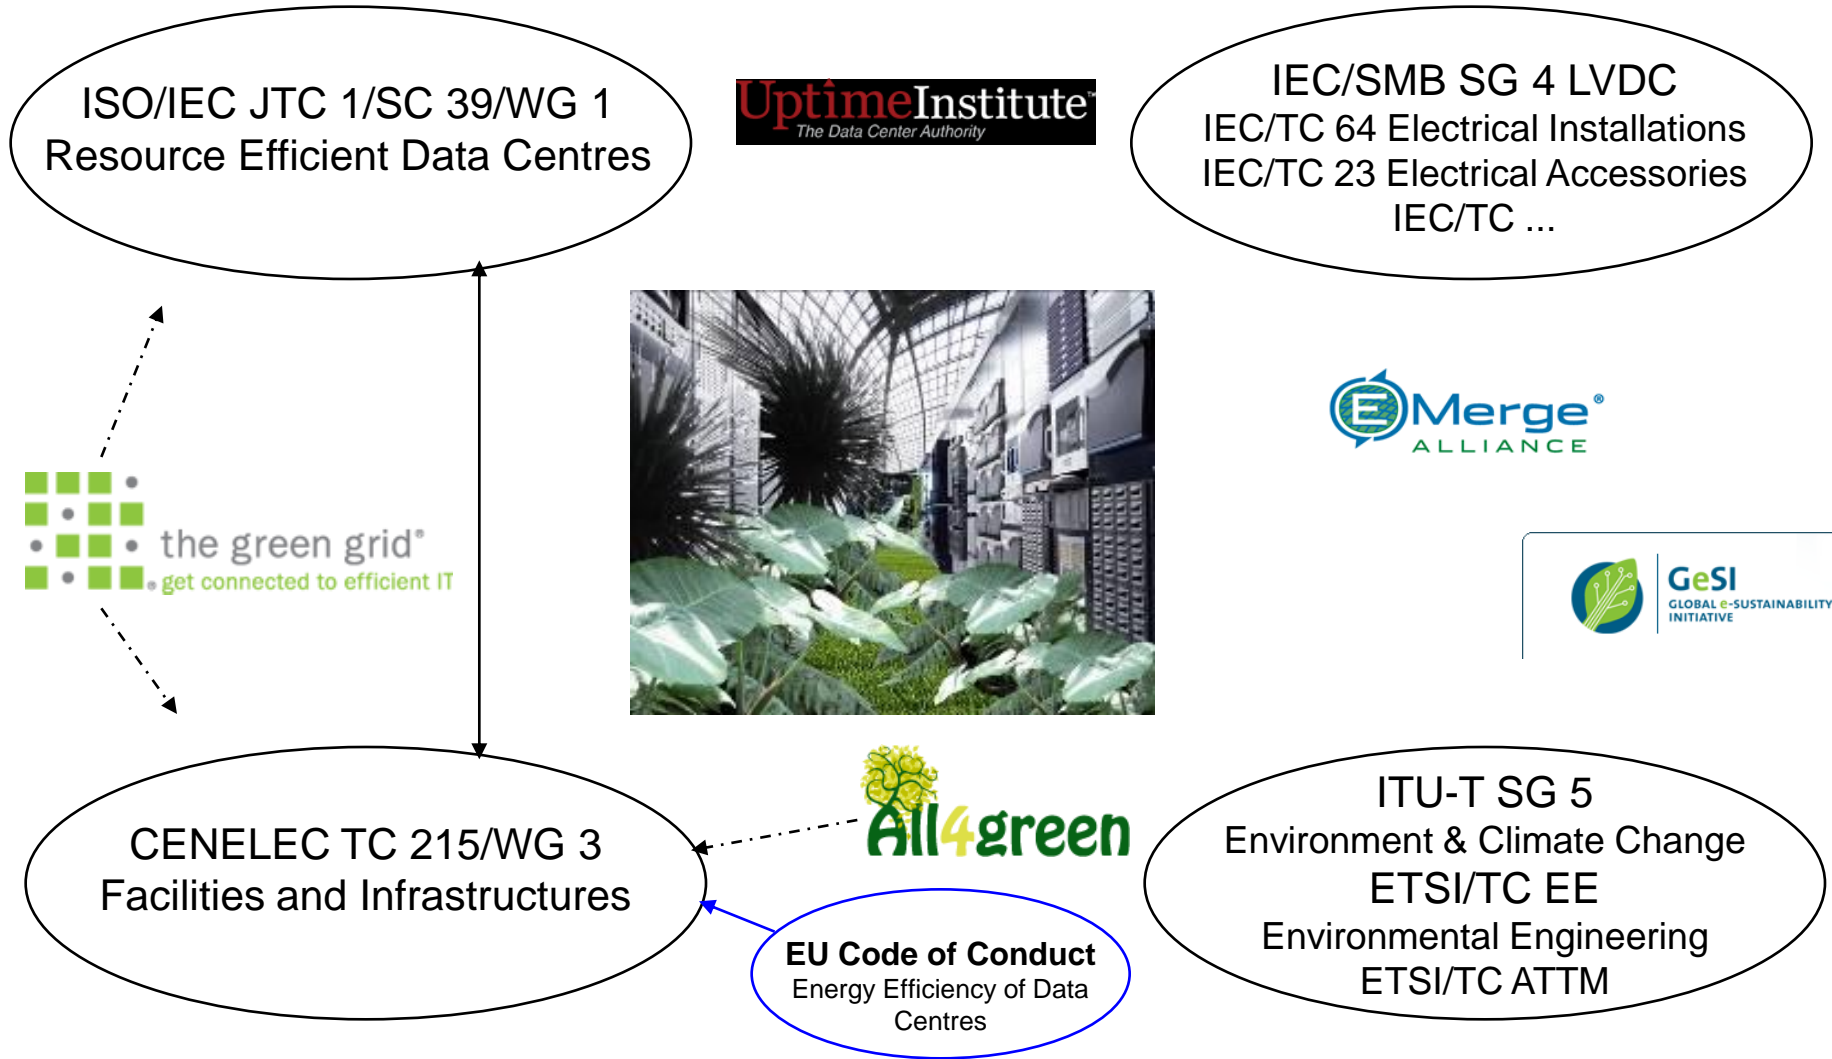 ISO/IEC JTC 1/SC 39/WG 1
Resource Efficient Data Centres
UptimeInstitute™
The Data Center Authority
IEC/SMB SG 4 LVDC
IEC/TC 64 Electrical Installations
IEC/TC 23 Electrical Accessories
IEC/TC ...
EMerge®
ALLIANCE
the green grid®
get connected to efficient IT
GeSI
GLOBAL e-SUSTAINABILITY
INITIATIVE
All4green
CENELEC TC 215/WG 3
Facilities and Infrastructures
EU Code of Conduct
Energy Efficiency of Data
Centres
ITU-T SG 5
Environment & Climate Change
ETSI/TC EE
Environmental Engineering
ETSI/TC ATTM